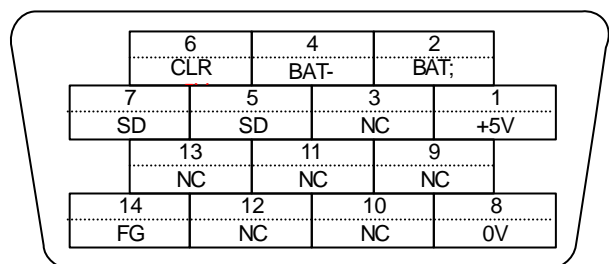 6 4 2
CLR BAT- BAT;
7 5 3 1
SD SD NC +5V
13 11 9
NC NC NC
14 12 10 8
FG NC NC 0V